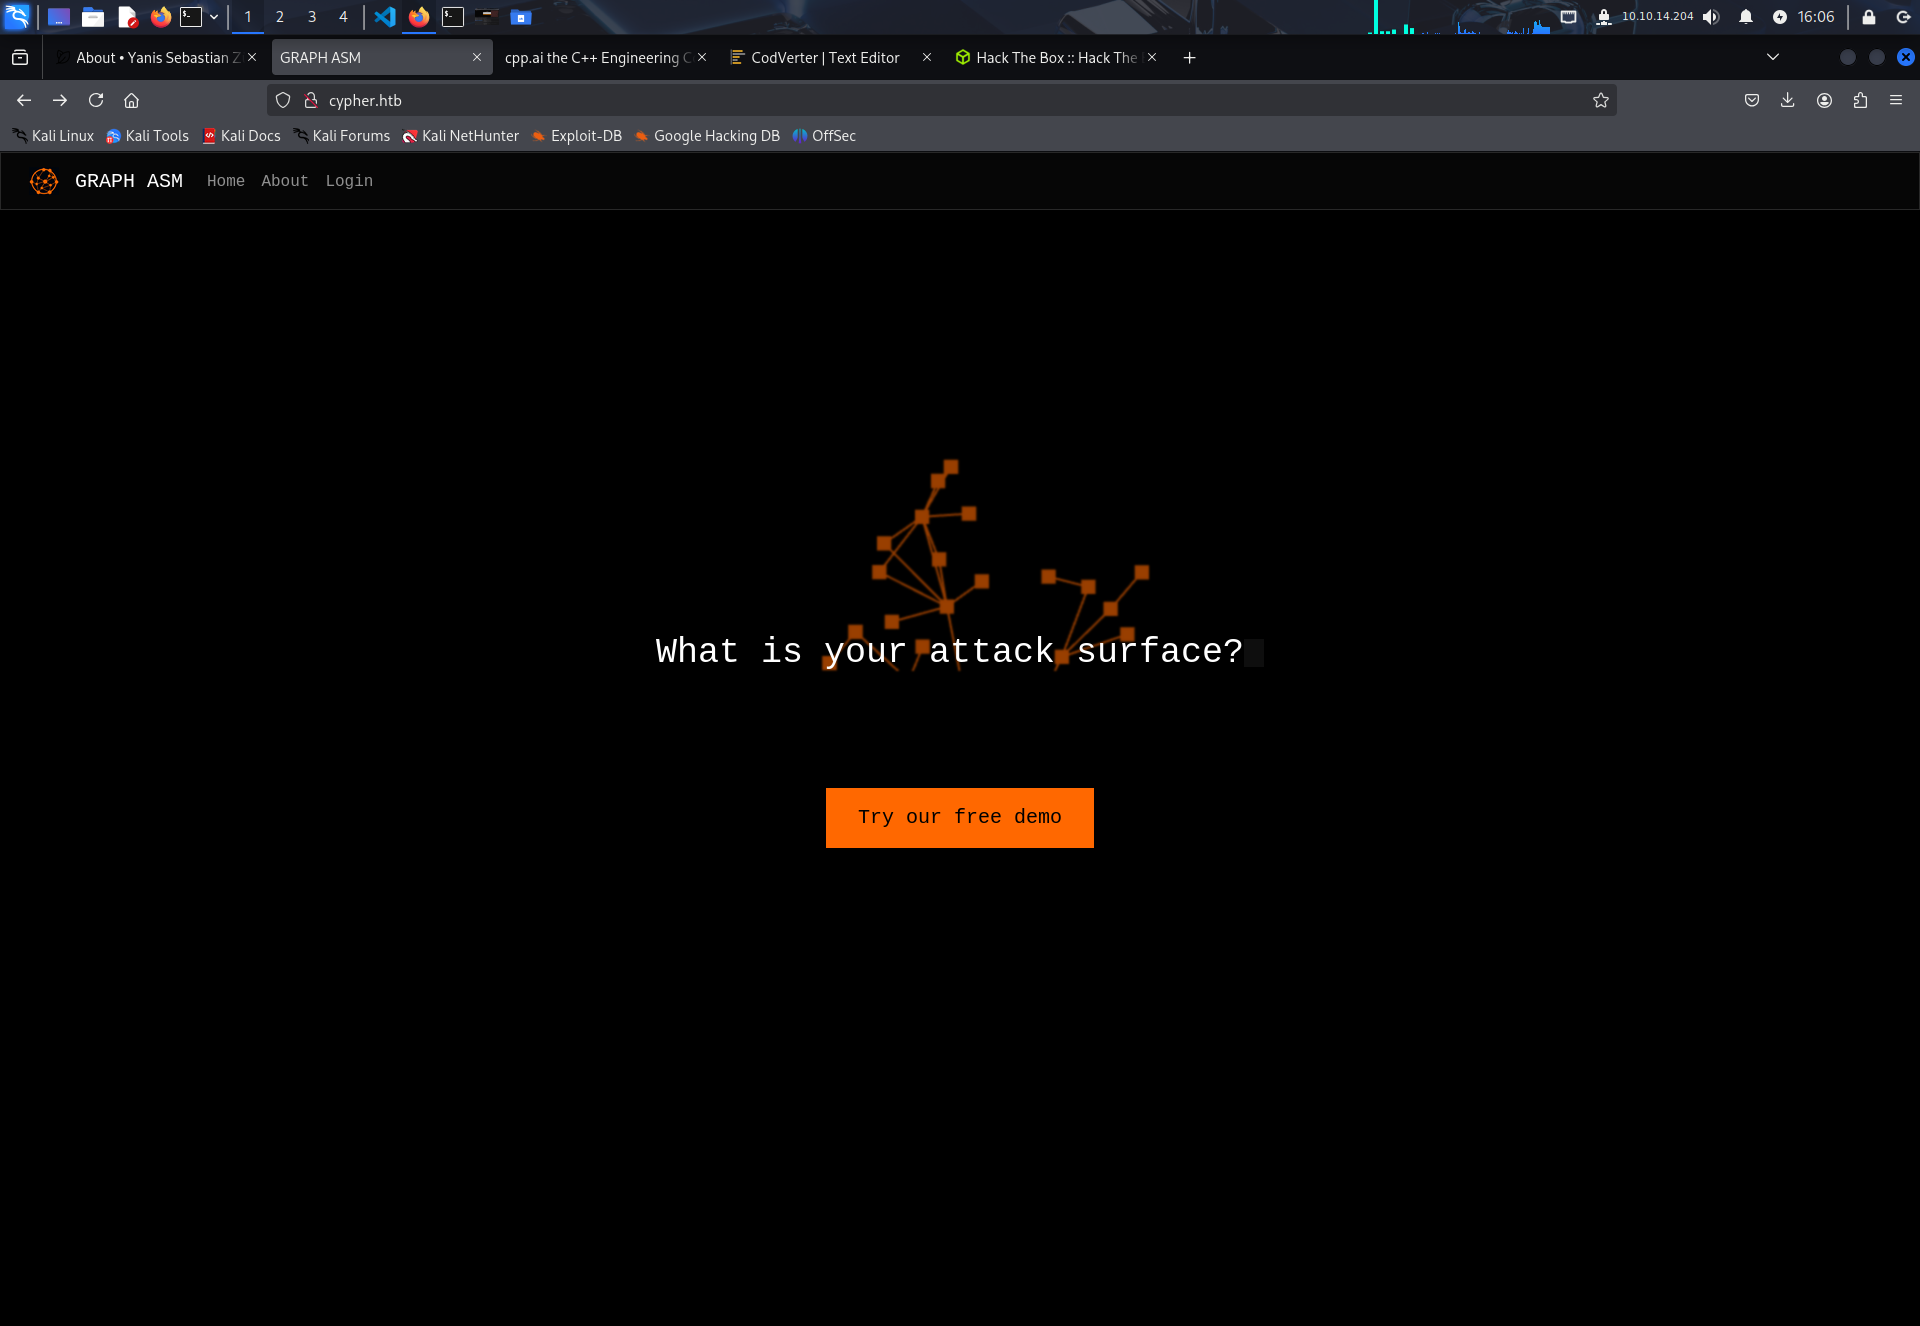 1 2 3 4 10.10.14.204 16:06
About • Yanis Sebastian Z GRAPH ASM cpp.ai the C++ Engineering CodVerter | Text Editor Hack The Box :: Hack The
cypher.htb
Kali Linux Kali Tools Kali Docs Kali Forums Kali NetHunter Exploit-DB Google Hacking DB OffSec
GRAPH ASM Home About Login
What is your attack surface?
Try our free demo